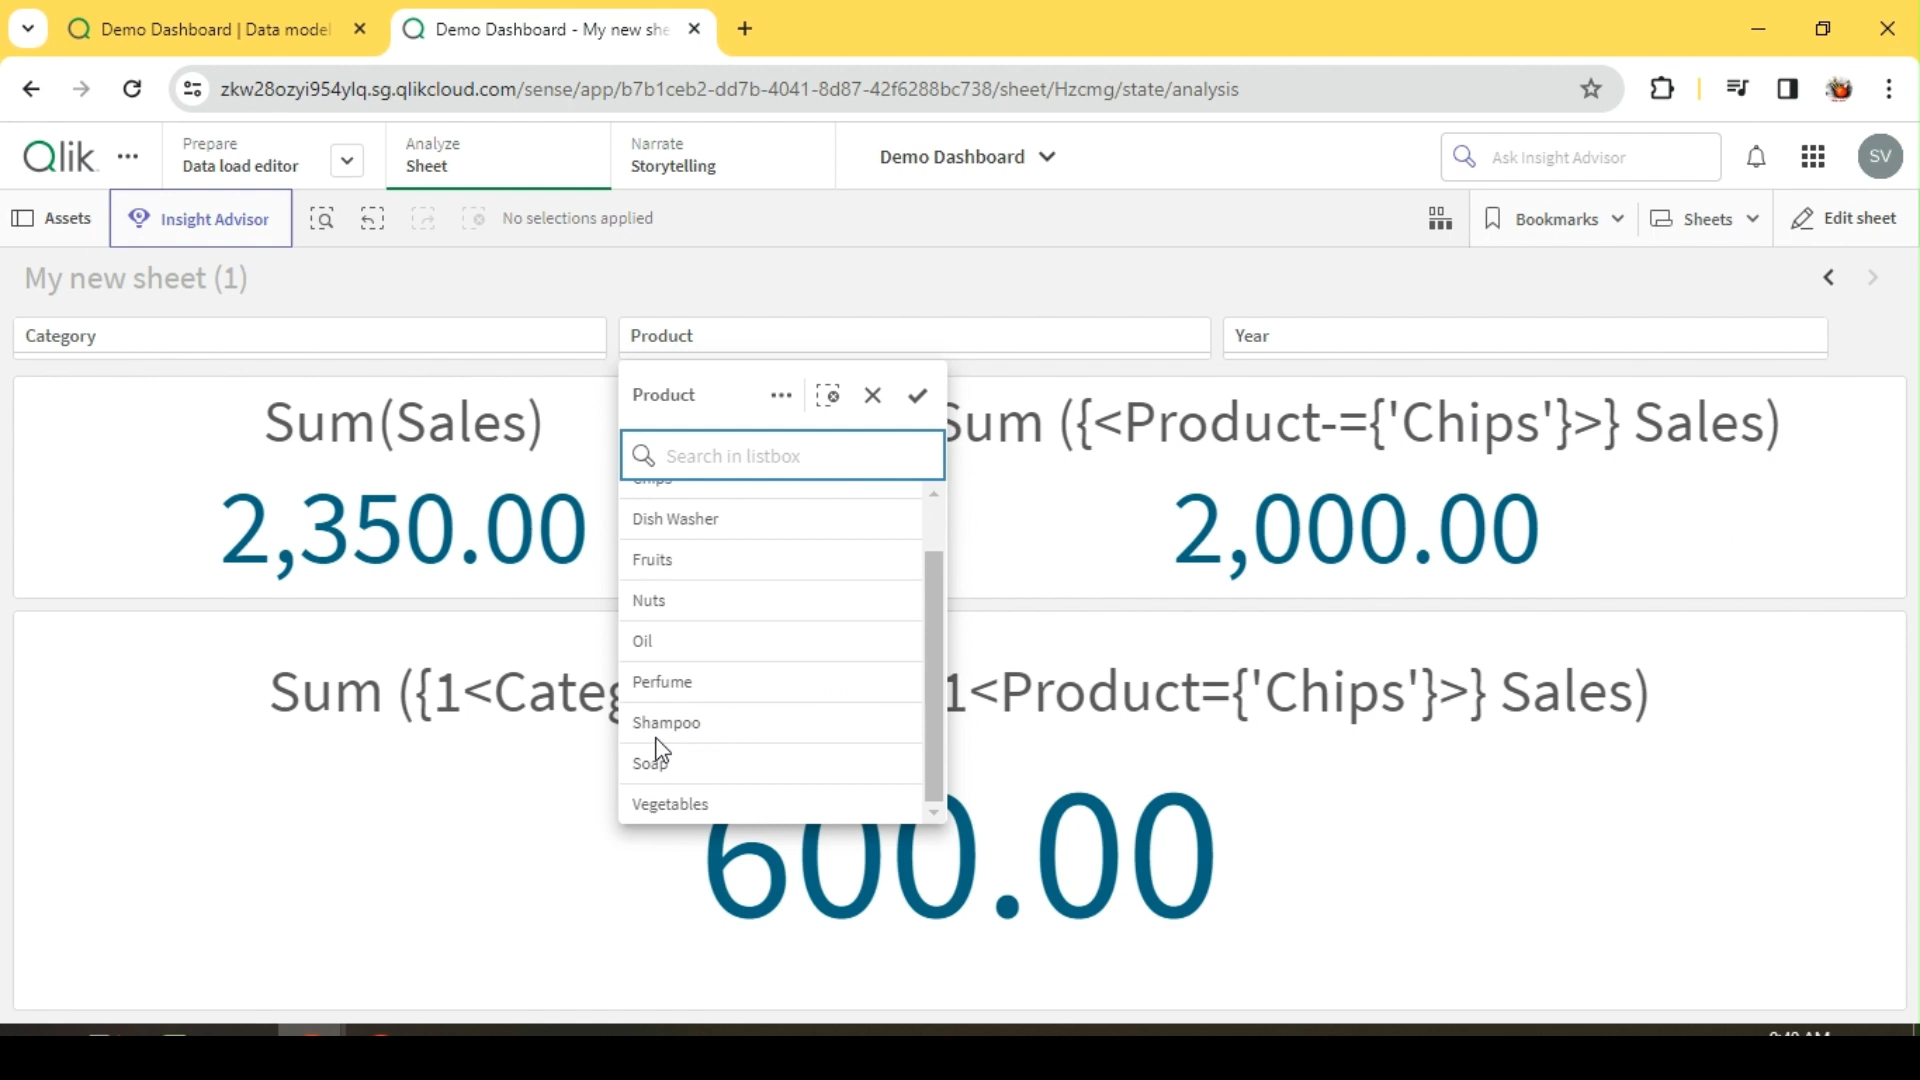 Demo Dashboard | Data model
Demo Dashboard - My new she
zkw28ozyi954ylq.sg.qlikcloud.com/sense/app/b7b1ceb2-dd7b-4041-8d87-42f6288bc738/sheet/Hzcmg/state/analysis
Qlik
Prepare
Data load editor
Analyze
Sheet
Narrate
Storytelling
Demo Dashboard
Ask Insight Advisor
SV
Assets
Insight Advisor
No selections applied
Bookmarks
Sheets
Edit sheet
My new sheet (1)
Category
Product
Year
Product
Search in listbox
Chips
Dish Washer
Fruits
Nuts
Oil
Perfume
Shampoo
Soap
Vegetables
Sum(Sales)
2,350.00
Sum ({<Product-={'Chips'}>} Sales)
2,000.00
Sum ({1<Categ 1<Product={'Chips'}>} Sales)
600.00